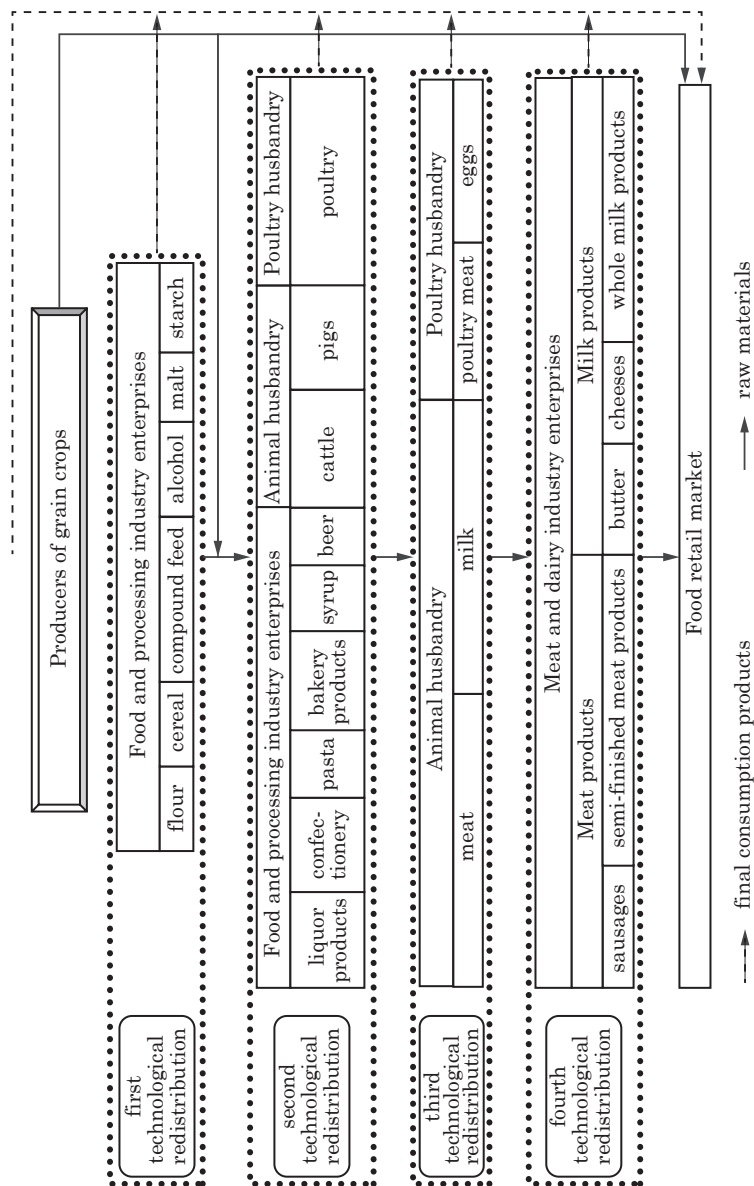 Producers of grain crops
first
technological
redistribution
Food and processing industry enterprises
flour
cereal
compound feed
alcohol
malt
starch
second
technological
redistribution
Food and processing industry enterprises
Animal husbandry
Poultry husbandry
liquor
products
confec-
tionery
pasta
bakery
products
syrup
beer
cattle
pigs
poultry
third
technological
redistribution
Animal husbandry
Poultry husbandry
meat
milk
poultry meat
eggs
fourth
technological
redistribution
Meat and dairy industry enterprises
Meat products
Milk products
sausages
semi-finished meat products
butter
cheeses
whole milk products
Food retail market
final consumption products
raw materials